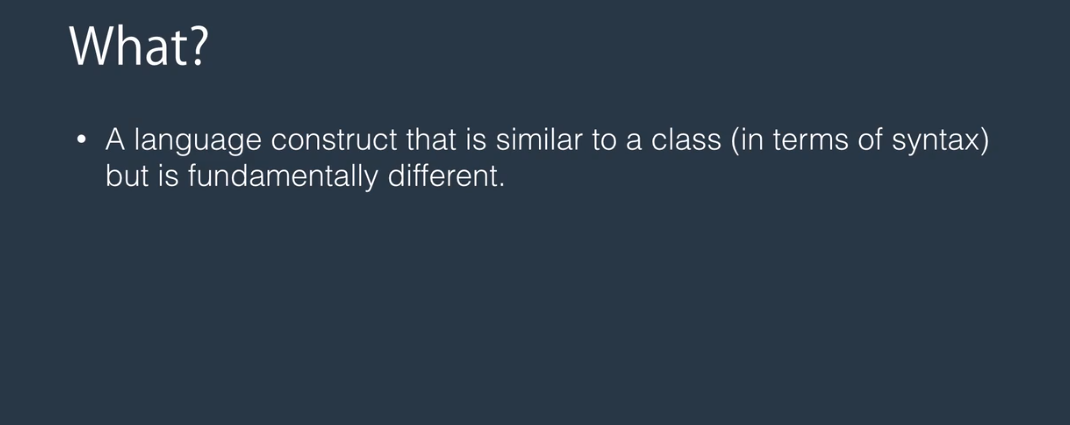 What?
• A language construct that is similar to a class (in terms of syntax)
but is fundamentally different.